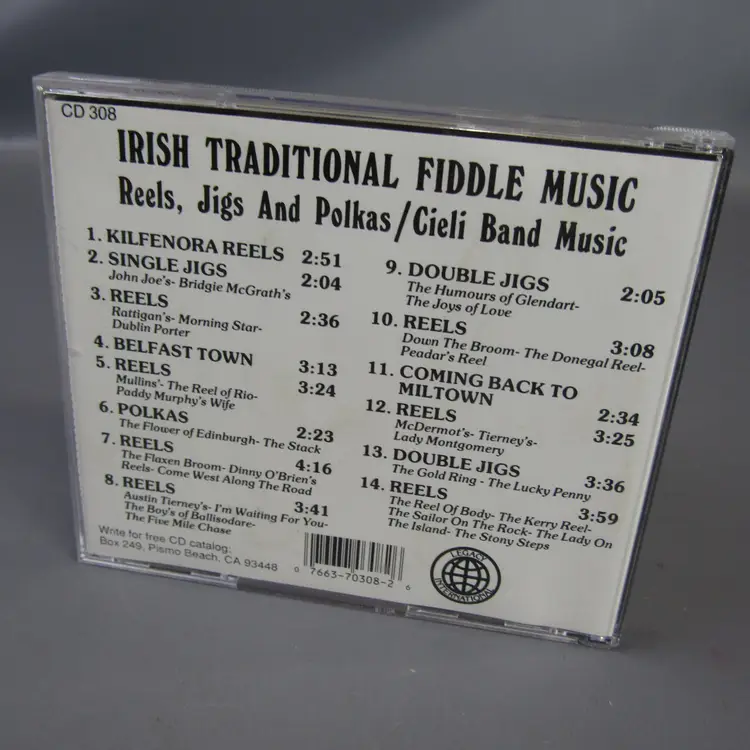 CD 308
IRISH TRADITIONAL FIDDLE MUSIC
Reels, Jigs And Polkas/Cieli Band Music
1. KILFENORA REELS 2:51
2. SINGLE JIGS 2:04
John Joe's- Bridgie McGrath's
3. REELS 2:36
Rattigan's- Morning Star-
Dublin Porter
4. BELFAST TOWN 3:13
5. REELS 3:24
Mullins'- The Reel of Rio-
Paddy Murphy's Wife
6. POLKAS 2:23
The Flower of Edinburgh- The Stack
7. REELS 4:16
The Flaxen Broom- Dinny O'Brien's
Reels- Come West Along The Road
8. REELS 3:41
Austin Tierney's- I'm Waiting For You-
The Boy's of Ballisodare-
The Five Mile Chase
9. DOUBLE JIGS 2:05
The Humours of Glendart-
The Joys of Love
10. REELS 3:08
Down The Broom- The Donegal Reel-
Peadar's Reel
11. COMING BACK TO
MILTOWN 2:34
12. REELS 3:25
McDermot's- Tierney's-
Lady Montgomery
13. DOUBLE JIGS 3:36
The Gold Ring - The Lucky Penny
14. REELS 3:59
The Reel Of Body- The Kerry Reel-
The Sailor On The Rock- The Lady On
The Island- The Stony Steps
Write for free CD catalog:
Box 249, Pismo Beach, CA 93448
0 7663-70308-2 6
LEGACY
INTERNATIONAL